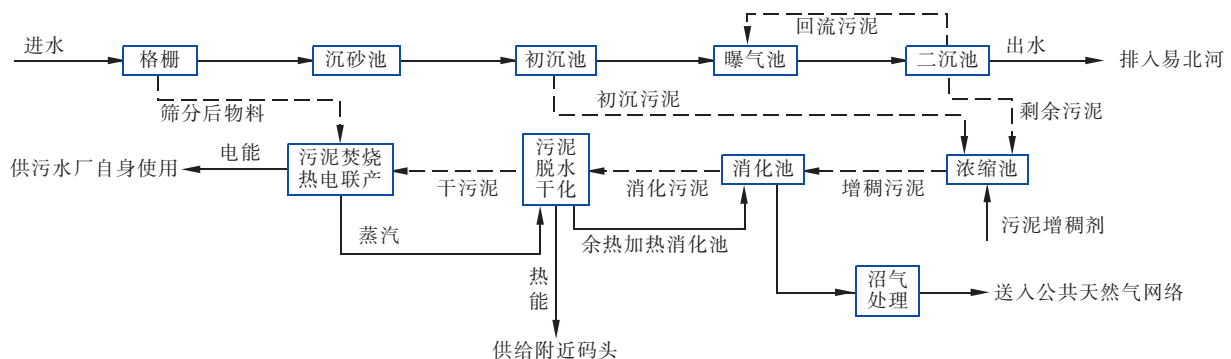 回流污泥
进水
格栅
沉砂池
初沉池
曝气池
二沉池
出水
排入易北河
筛分后物料
初沉污泥
剩余污泥
供污水厂自身使用
电能
污泥焚烧
热电联产
干污泥
污泥
脱水
干化
消化污泥
消化池
增稠污泥
浓缩池
蒸汽
余热加热消化池
污泥增稠剂
热
能
沼气
处理
送入公共天然气网络
供给附近码头